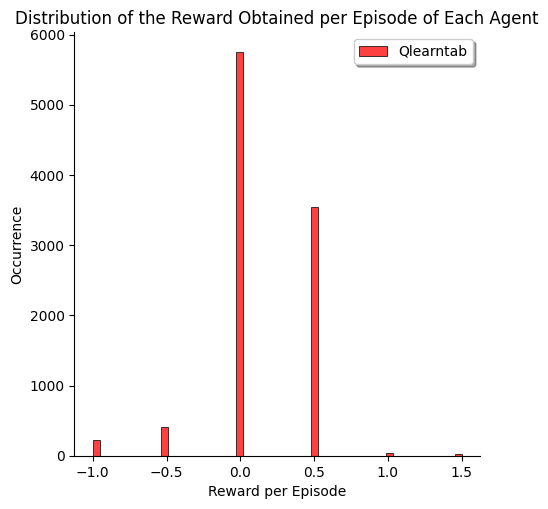 Distribution of the Reward Obtained per Episode of Each Agent
Qlearntab
6000
5000
4000
3000
2000
1000
0
Occurrence
−1.0 −0.5 0.0 0.5 1.0 1.5
Reward per Episode